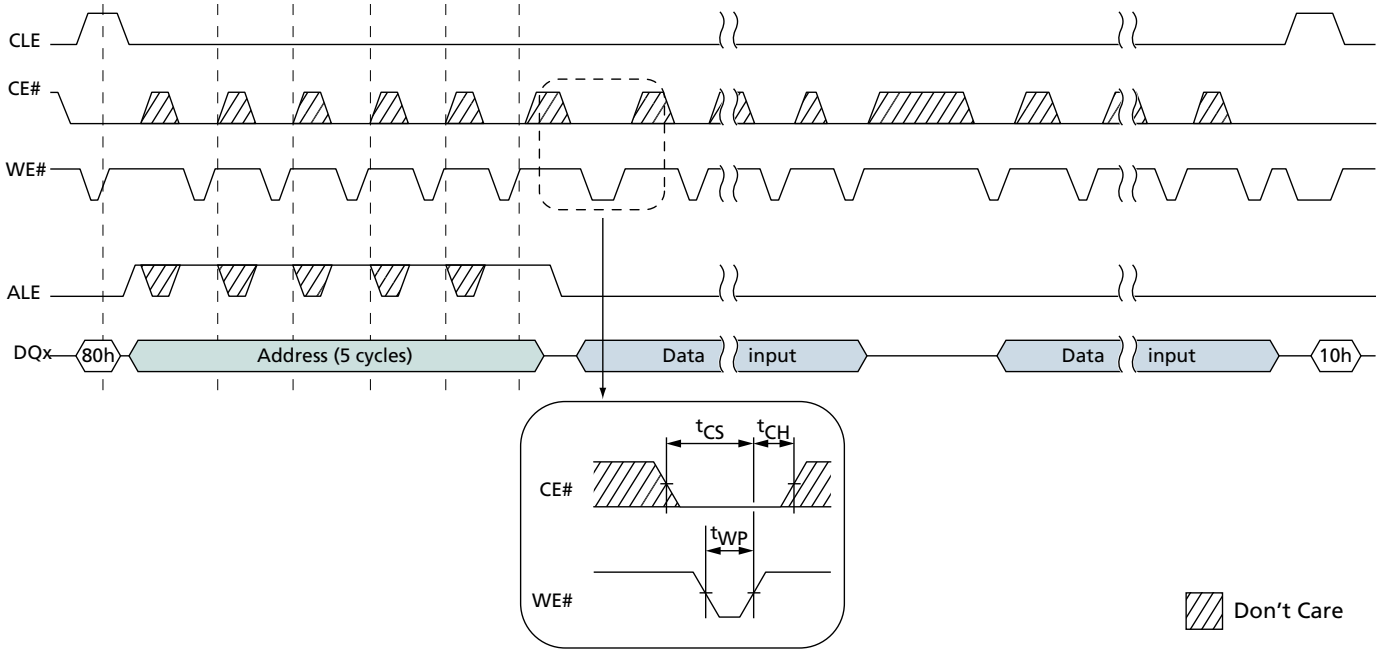 CLE
CE#
WE#
ALE
DQx 80h Address (5 cycles) Data input Data input 10h
tCS tCH
CE#
tWP
WE#
Don't Care